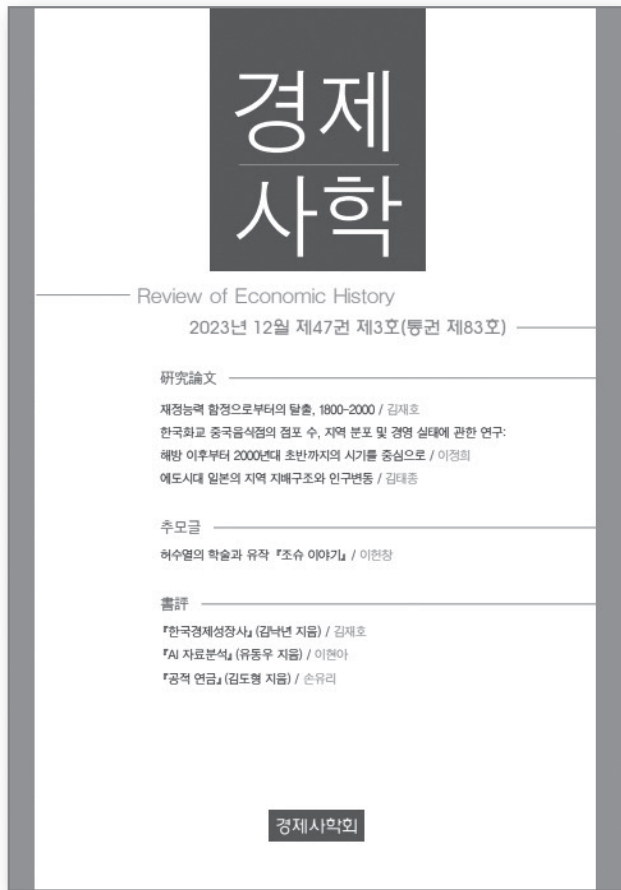 경제
사학
Review of Economic History
2023년 12월 제47권 제3호(통권 제83호)
硏究論文
재정능력 함정으로부터의 탈출, 1800-2000 / 김재호
한국화교 중국음식점의 점포 수, 지역 분포 및 경영 실태에 관한 연구:
해방 이후부터 2000년대 초반까지의 시기를 중심으로 / 이정희
에도시대 일본의 지역 지배구조와 인구변동 / 김태종
추모글
허수열의 학술과 유작 『조슈 이야기』 / 이헌창
書評
『한국경제성장사』 (김낙년 지음) / 김재호
『AI 자료분석』 (유동우 지음) / 이현아
『공적 연금』 (김도형 지음) / 손유리
경제사학회